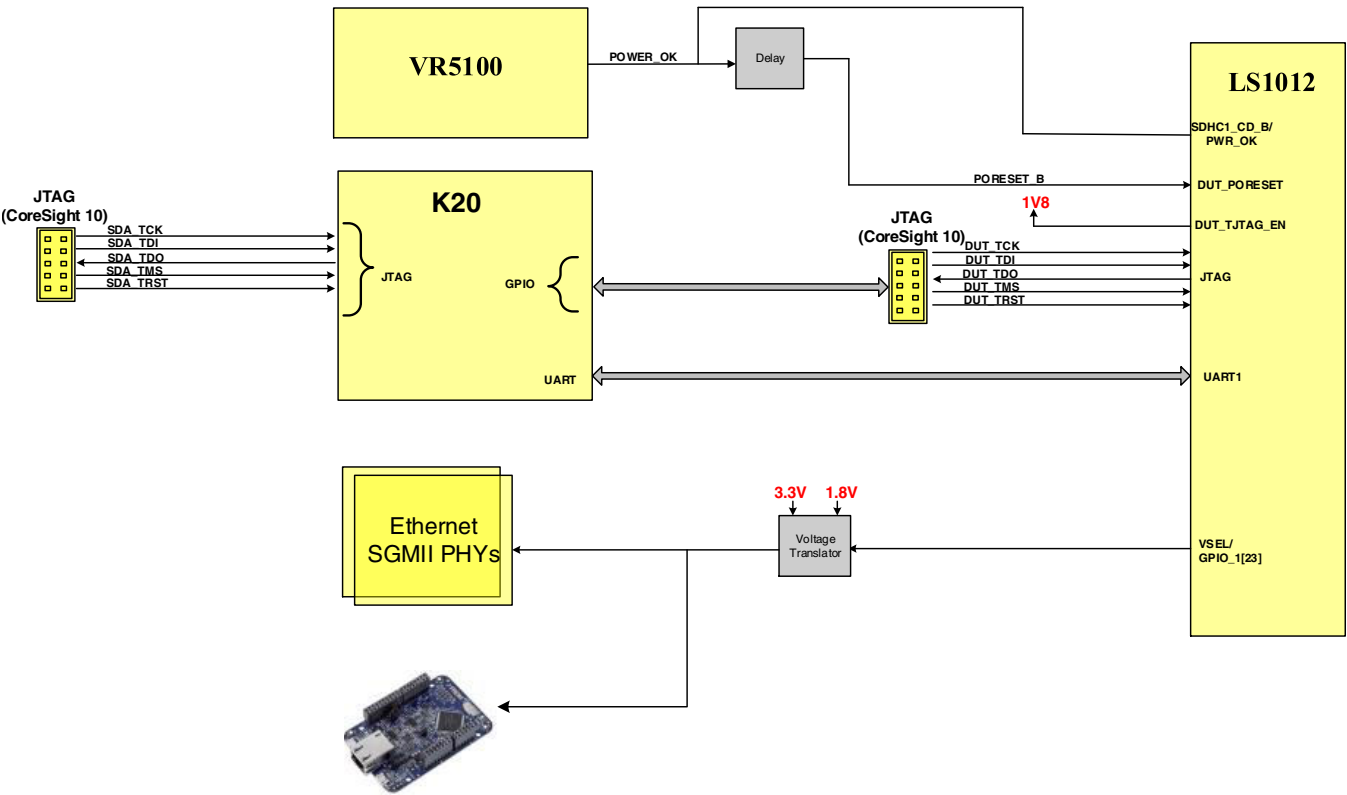 VR5100
POWER_OK
Delay
LS1012
SDHC1_CD_B/
PWR_OK
PORESET_B
DUT_PORESET
1V8
DUT_TJTAG_EN
JTAG
(CoreSight 10)
SDA_TCK
SDA_TDI
SDA_TDO
SDA_TMS
SDA_TRST
K20
JTAG
GPIO
UART
JTAG
(CoreSight 10)
DUT_TCK
DUT_TDI
DUT_TDO
DUT_TMS
DUT_TRST
JTAG
UART1
Ethernet
SGMII PHYs
3.3V
1.8V
Voltage
Translator
VSEL/
GPIO_1[23]